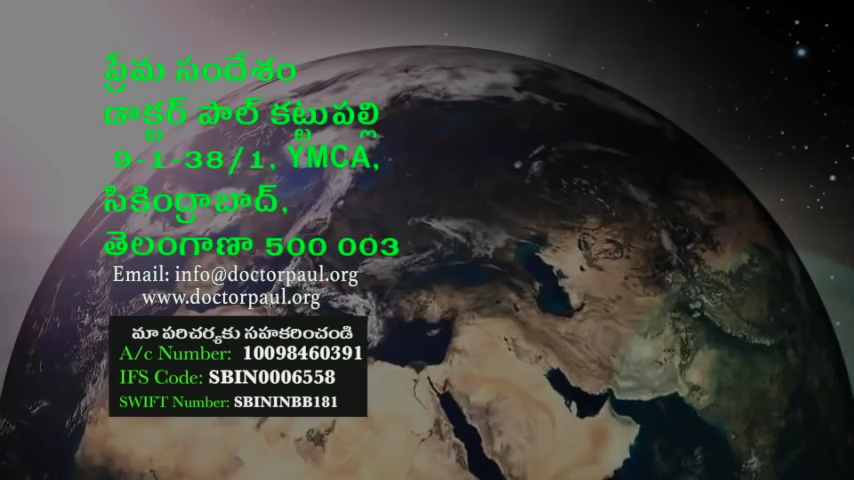 ప్రేమ సందేశం
డాక్టర్ పాల్ కట్టుపల్లి
9-1-38/1, YMCA,
సికింద్రాబాద్,
తెలంగాణా 500 003
Email: info@doctorpaul.org
www.doctorpaul.org
మా పరిచర్యకు సహకరించండి
A/c Number: 10098460391
IFS Code: SBIN0006558
SWIFT Number: SBININBB181